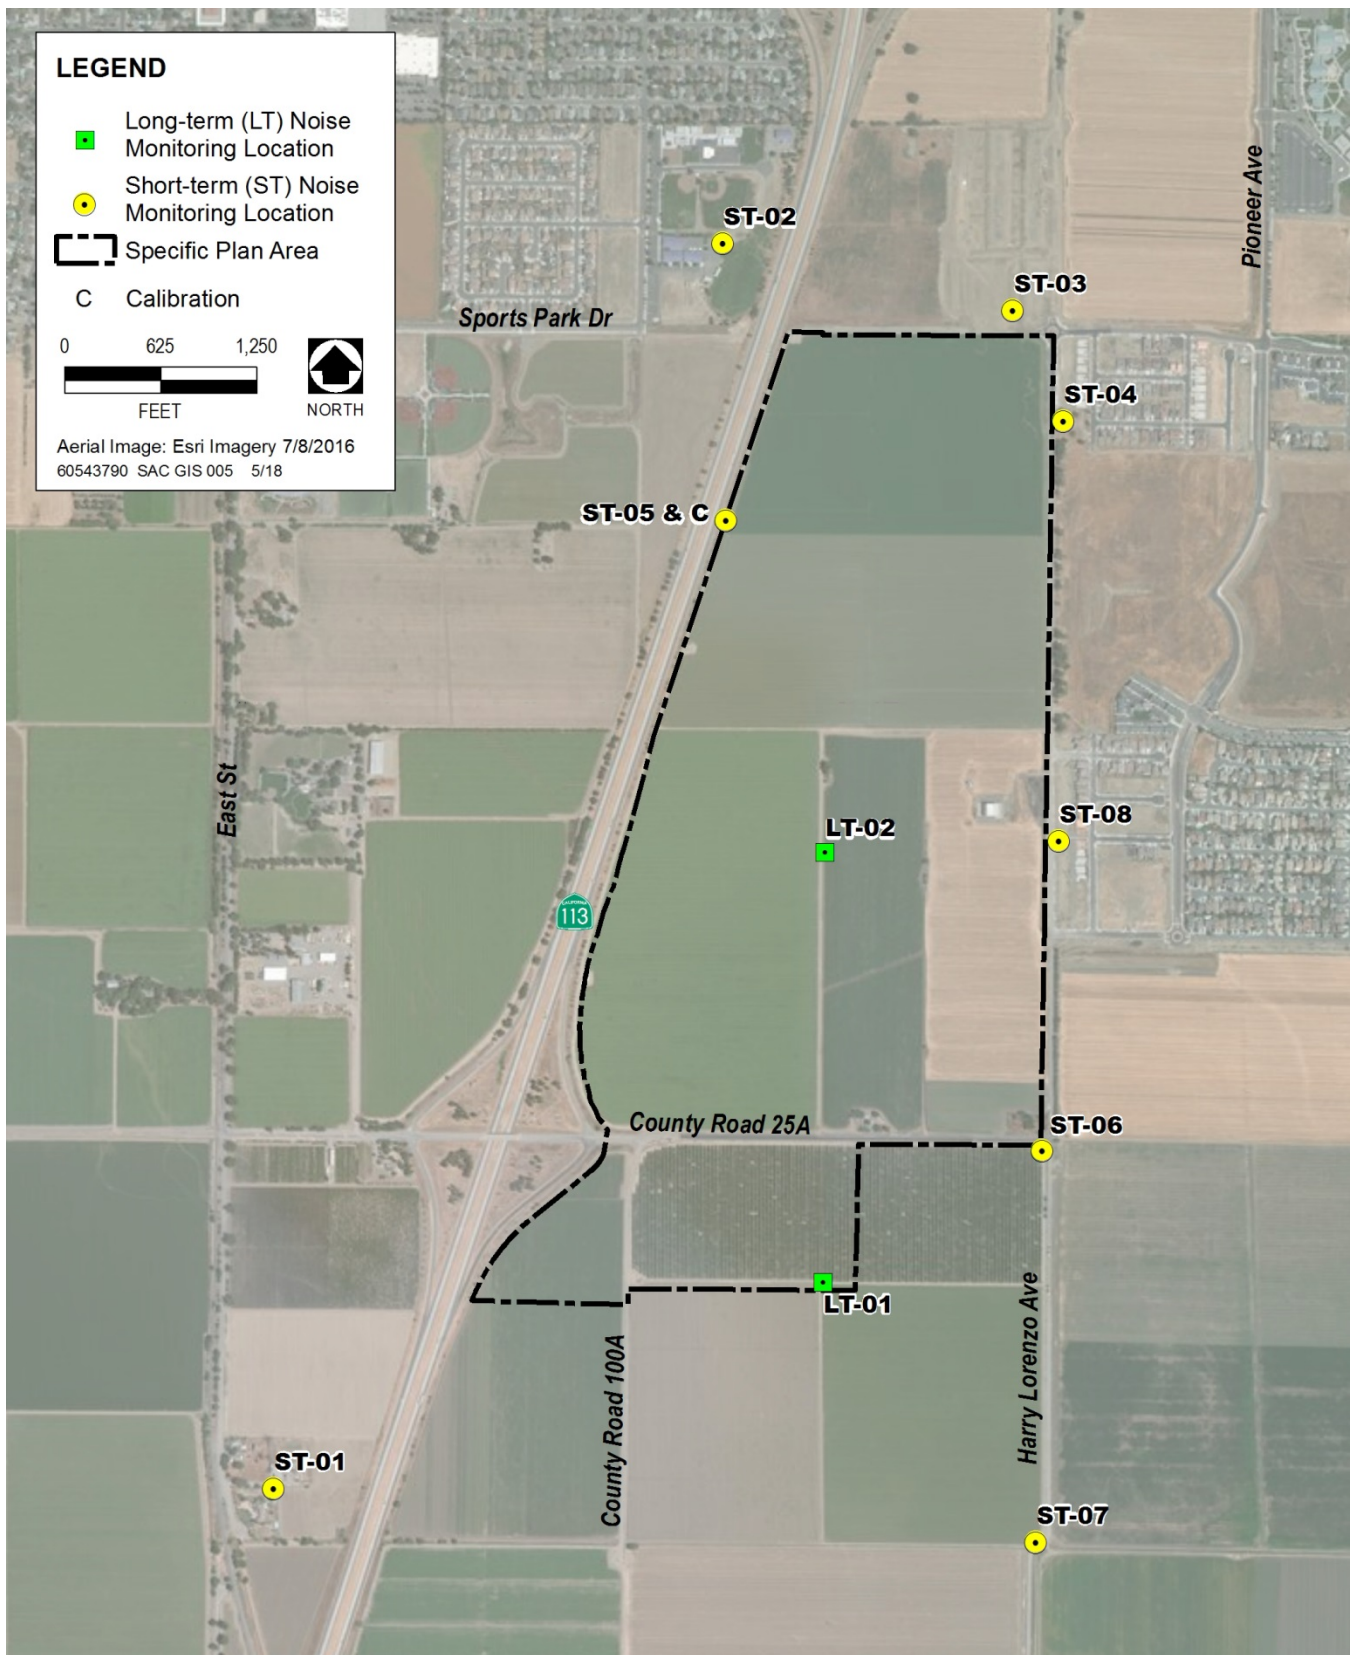 LEGEND
Long-term (LT) Noise
Monitoring Location
Short-term (ST) Noise
Monitoring Location
Specific Plan Area
C Calibration
0 625 1,250
FEET
NORTH
Aerial Image: Esri Imagery 7/8/2016
60543790 SAC GIS 005 5/18
Pioneer Ave
ST-02
ST-03
Sports Park Dr
ST-04
ST-05 & C
East St
LT-02
ST-08
CALIFORNIA
113
County Road 25A
ST-06
LT-01
Harry Lorenzo Ave
County Road 100A
ST-01
ST-07